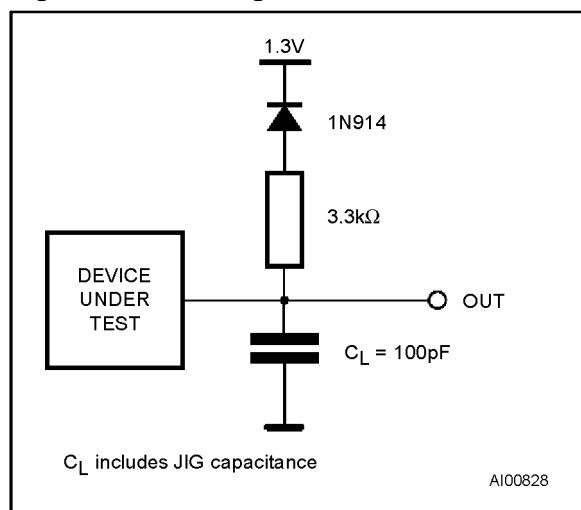 1.3V
1N914
3.3kΩ
DEVICE
UNDER
TEST
OUT
CL = 100pF
CL includes JIG capacitance
AI00828